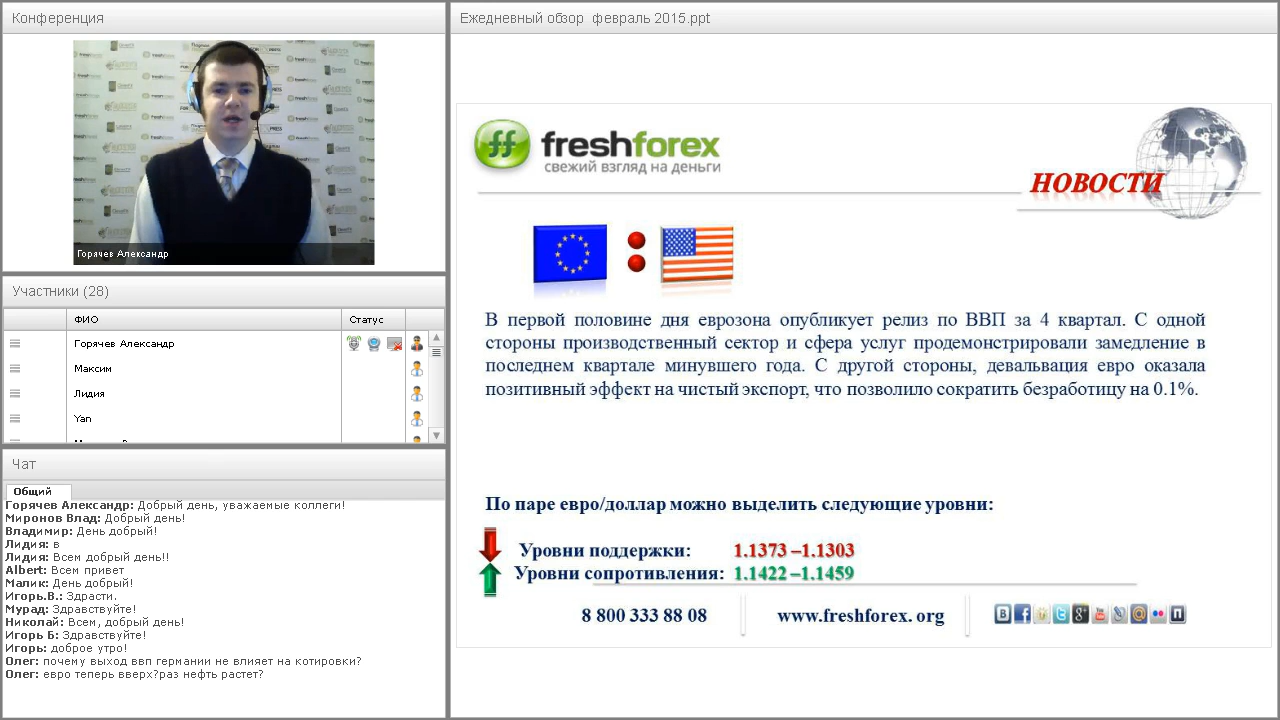 Конференция
Горячев Александр
Участники (28)
ФИО
Статус
Горячев Александр
Максим
Лидия
Yan
Чат
Общий
Горячев Александр: Добрый день, уважаемые коллеги!
Миронов Влад: Добрый день!
Владимир: День добрый!
Лидия: в
Лидия: Всем добрый день!!
Albert: Всем привет
Малик: День добрый!
Игорь.В.: Здрасти.
Мурад: Здравствуйте!
Николай: Всем, добрый день!
Игорь Б: Здравствуйте!
Игорь: доброе утро!
Олег: почему выход ввп германии не влияет на котировки?
Олег: евро теперь вверх?раз нефть растет?
Ежедневный обзор февраль 2015.ppt
ff freshforex
свежий взгляд на деньги
НОВОСТИ
В первой половине дня еврозона опубликует релиз по ВВП за 4 квартал. С одной
стороны производственный сектор и сфера услуг продемонстрировали замедление в
последнем квартале минувшего года. С другой стороны, девальвация евро оказала
позитивный эффект на чистый экспорт, что позволило сократить безработицу на 0.1%.
По паре евро/доллар можно выделить следующие уровни:
Уровни поддержки: 1.1373 –1.1303
Уровни сопротивления: 1.1422 –1.1459
8 800 333 88 08
www.freshforex. org